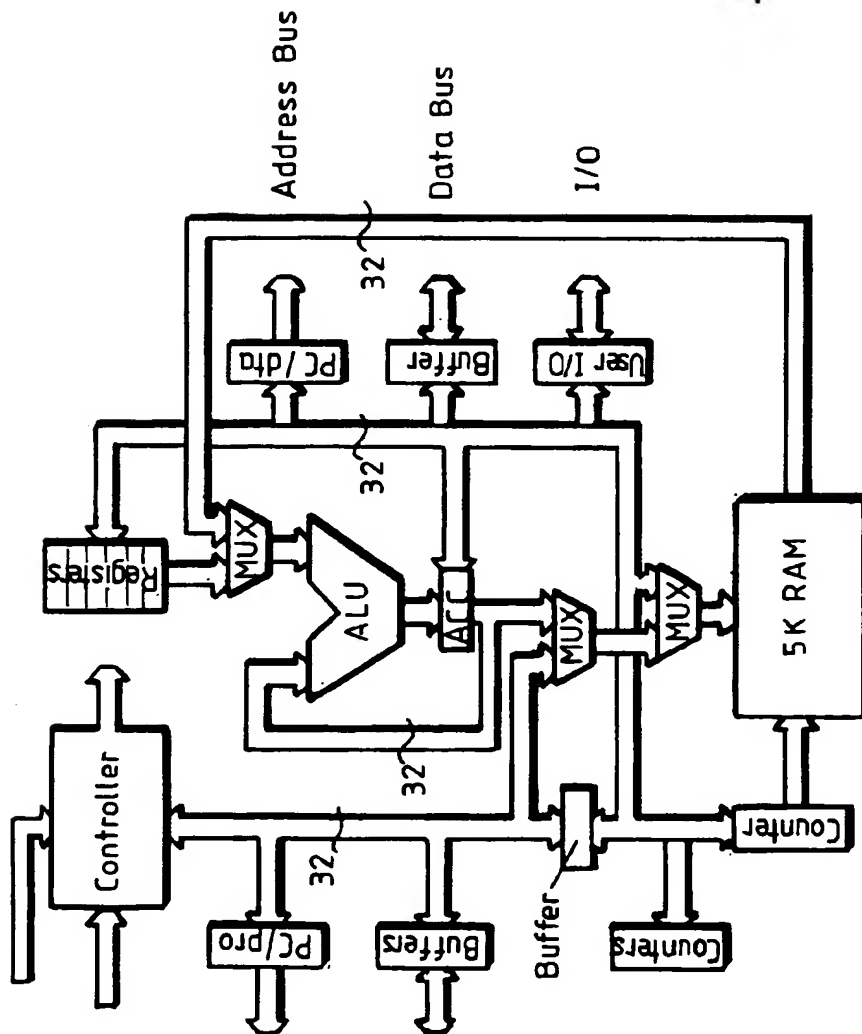 Address Bus
Data Bus
I/O
32
PC/dta
Buffer
User I/O
32
Registers
MUX
ALU
ACC
MUX
MUX
5K RAM
32
Controller
32
Buffer
Counter
PC/pro
Buffers
Counters